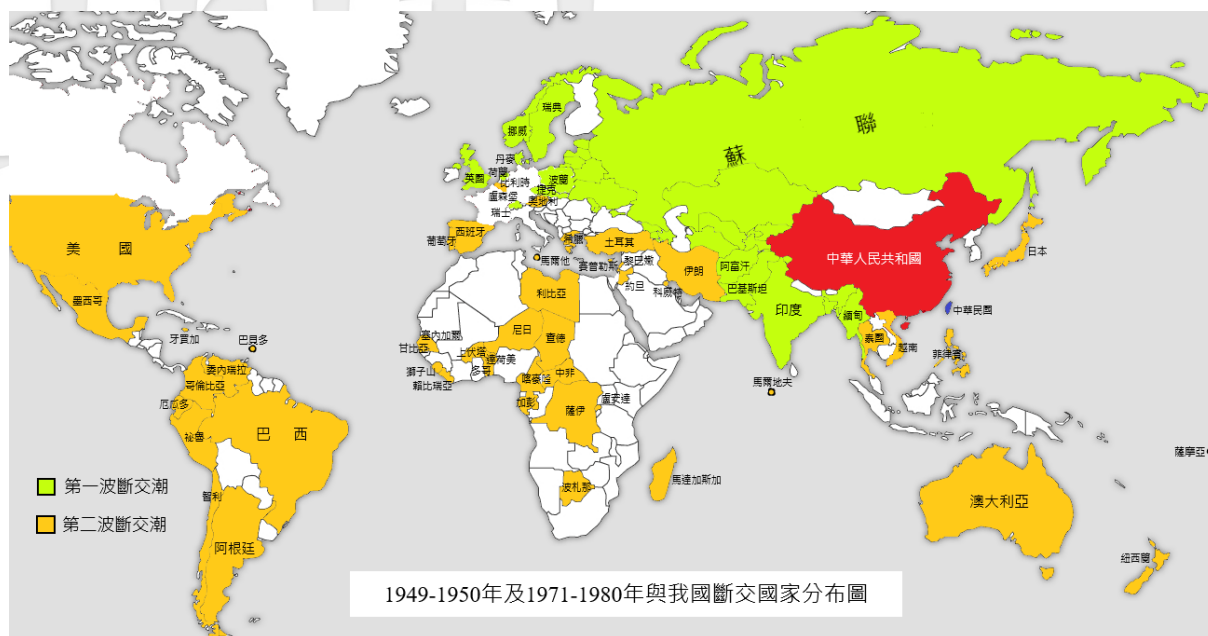 瑞典
聯
挪威
蘇
丹麥
荷蘭
英國
比利時
波蘭
捷克
盧森堡
奧地利
瑞士
美 國
葡萄牙
西班牙
希臘
土耳其
日本
馬爾他
賽普勒斯
黎巴嫩
伊朗
阿富汗
中華人民共和國
約旦
科威特
巴基斯坦
墨西哥
利比亞
印度
緬甸
中華民國
牙買加
巴貝多
塞內加爾
尼日
查德
泰國
越南
甘比亞
上伏塔
達荷美
菲律賓
委內瑞拉
獅子山
多哥
中非
哥倫比亞
賴比瑞亞
喀麥隆
馬爾地夫
厄瓜多
加彭
薩伊
盧安達
巴 西
祕魯
薩摩亞
第一波斷交潮
波札那
馬達加斯加
智利
澳大利亞
第二波斷交潮
阿根廷
紐西蘭
1949-1950年及1971-1980年與我國斷交國家分布圖